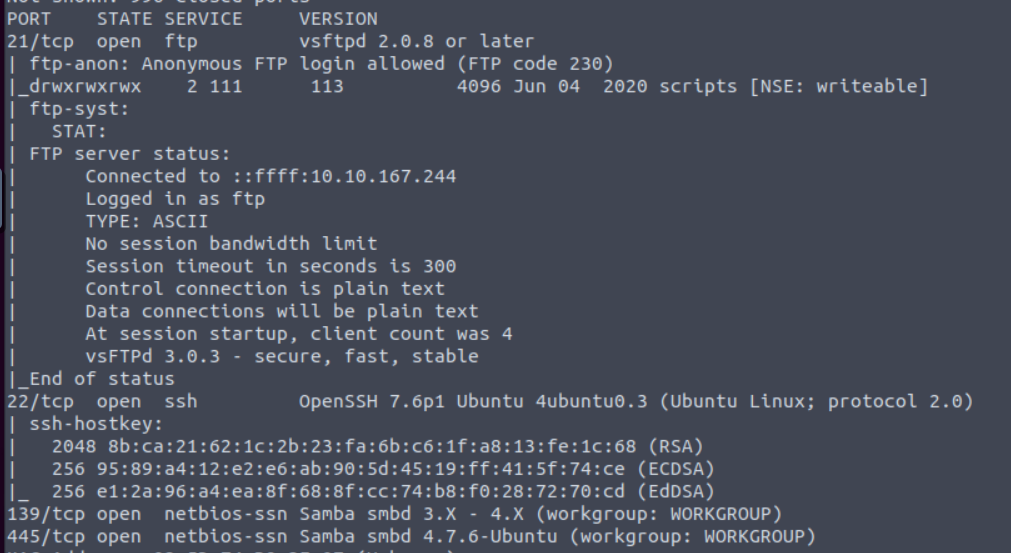 PORT    STATE SERVICE     VERSION
21/tcp  open  ftp         vsftpd 2.0.8 or later
| ftp-anon: Anonymous FTP login allowed (FTP code 230)
|_drwxrwxrwx    2 111      113          4096 Jun 04  2020 scripts [NSE: writeable]
| ftp-syst:
|   STAT:
| FTP server status:
|      Connected to ::ffff:10.10.167.244
|      Logged in as ftp
|      TYPE: ASCII
|      No session bandwidth limit
|      Session timeout in seconds is 300
|      Control connection is plain text
|      Data connections will be plain text
|      At session startup, client count was 4
|      vsFTPd 3.0.3 - secure, fast, stable
|_End of status
22/tcp  open  ssh         OpenSSH 7.6p1 Ubuntu 4ubuntu0.3 (Ubuntu Linux; protocol 2.0)
| ssh-hostkey:
|   2048 8b:ca:21:62:1c:2b:23:fa:6b:c6:1f:a8:13:fe:1c:68 (RSA)
|   256 95:89:a4:12:e2:e6:ab:90:5d:45:19:ff:41:5f:74:ce (ECDSA)
|_  256 e1:2a:96:a4:ea:8f:68:8f:cc:74:b8:f0:28:72:70:cd (EdDSA)
139/tcp open  netbios-ssn Samba smbd 3.X - 4.X (workgroup: WORKGROUP)
445/tcp open  netbios-ssn Samba smbd 4.7.6-Ubuntu (workgroup: WORKGROUP)